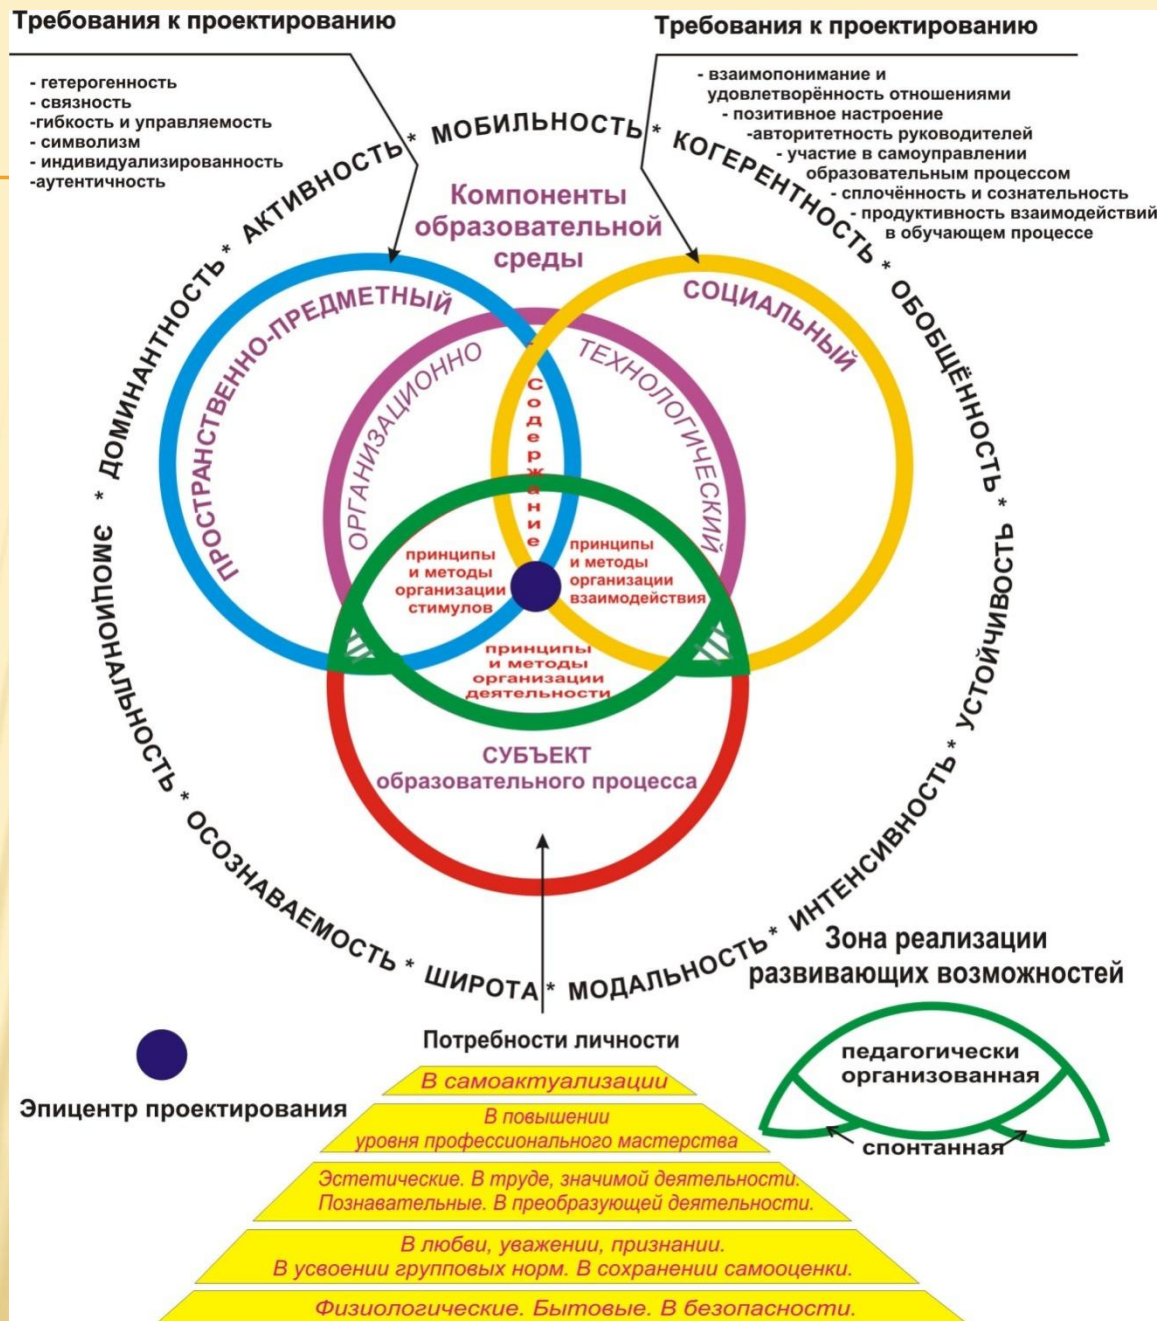 Требования к проектированию
- гетерогенность
- связность
-гибкость и управляемость
- символизм
- индивидуализированность
-аутентичность
Требования к проектированию
- взаимопонимание и
удовлетворённость отношениями
- позитивное настроение
-авторитетность руководителей
- участие в самоуправлении
образовательным процессом
- сплочённость и сознательность
- продуктивность взаимодействий
в обучающем процессе
* ДОМИНАНТНОСТЬ * АКТИВНОСТЬ * МОБИЛЬНОСТЬ * КОГЕРЕНТНОСТЬ * ОБОБЩЁННОСТЬ * УСТОЙЧИВОСТЬ * ИНТЕНСИВНОСТЬ * МОДАЛЬНОСТЬ * ШИРОТА * ОСОЗНАВАЕМОСТЬ * ЭМОЦИОНАЛЬНОСТЬ
Компоненты
образовательной
среды
ПРОСТРАНСТВЕННО-ПРЕДМЕТНЫЙ
СОЦИАЛЬНЫЙ
ОРГАНИЗАЦИОННО
ТЕХНОЛОГИЧЕСКИЙ
Содержание
принципы
и методы
организации
стимулов
принципы
и методы
организации
взаимодействия
принципы
и методы
организации
деятельности
СУБЪЕКТ
образовательного процесса
Зона реализации
развивающих возможностей
педагогически
организованная
спонтанная
Эпицентр проектирования
Потребности личности
В самоактуализации
В повышении
уровня профессионального мастерства
Эстетические. В труде, значимой деятельности.
Познавательные. В преобразующей деятельности.
В любви, уважении, признании.
В усвоении групповых норм. В сохранении самооценки.
Физиологические. Бытовые. В безопасности.